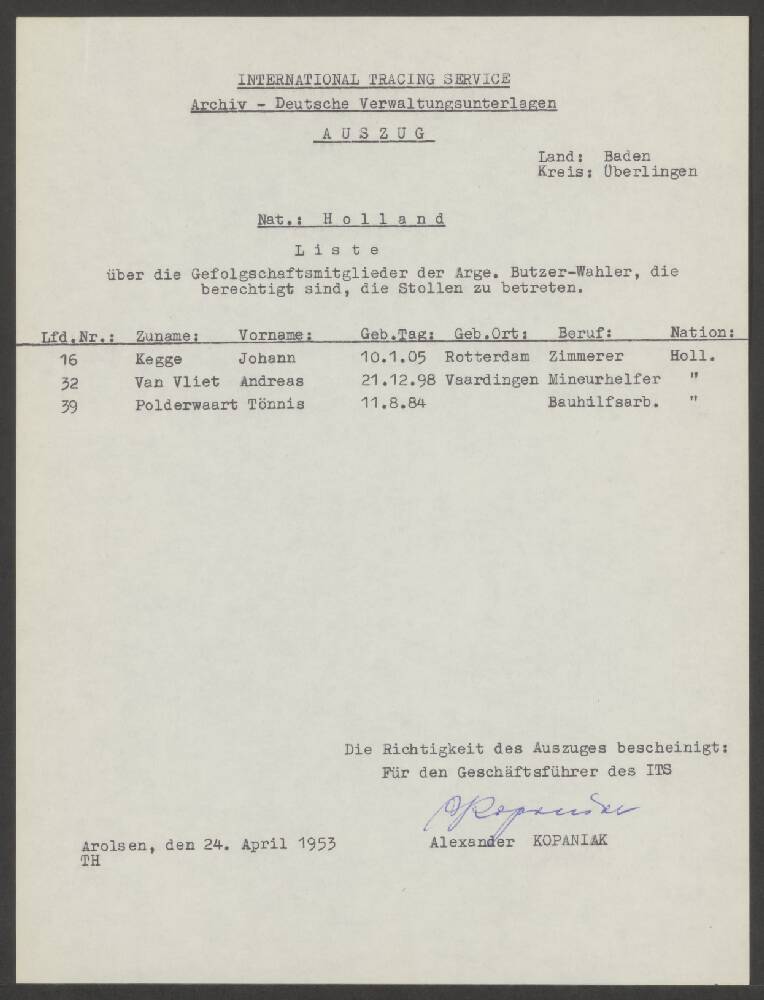 INTERNATIONAL TRACING SERVICE
Archiv - Deutsche Verwaltungsunterlagen
A U S Z U G
Land: Baden
Kreis: Überlingen
Nat.: H o l l a n d
L i s t e
über die Gefolgschaftsmitglieder der Arge. Butzer-Wahler, die
berechtigt sind, die Stollen zu betreten.
Lfd.Nr.: Zuname: Vorname: Geb.Tag: Geb.Ort: Beruf: Nation:
16 Kegge Johann 10.1.05 Rotterdam Zimmerer Holl.
32 Van Vliet Andreas 21.12.98 Vaardingen Mineurhelfer "
39 Polderwaart Tönnis 11.8.84 Bauhilfsarb. "
Die Richtigkeit des Auszuges bescheinigt:
Für den Geschäftsführer des ITS
AKopaniak
Arolsen, den 24. April 1953 Alexander KOPANIAK
TH